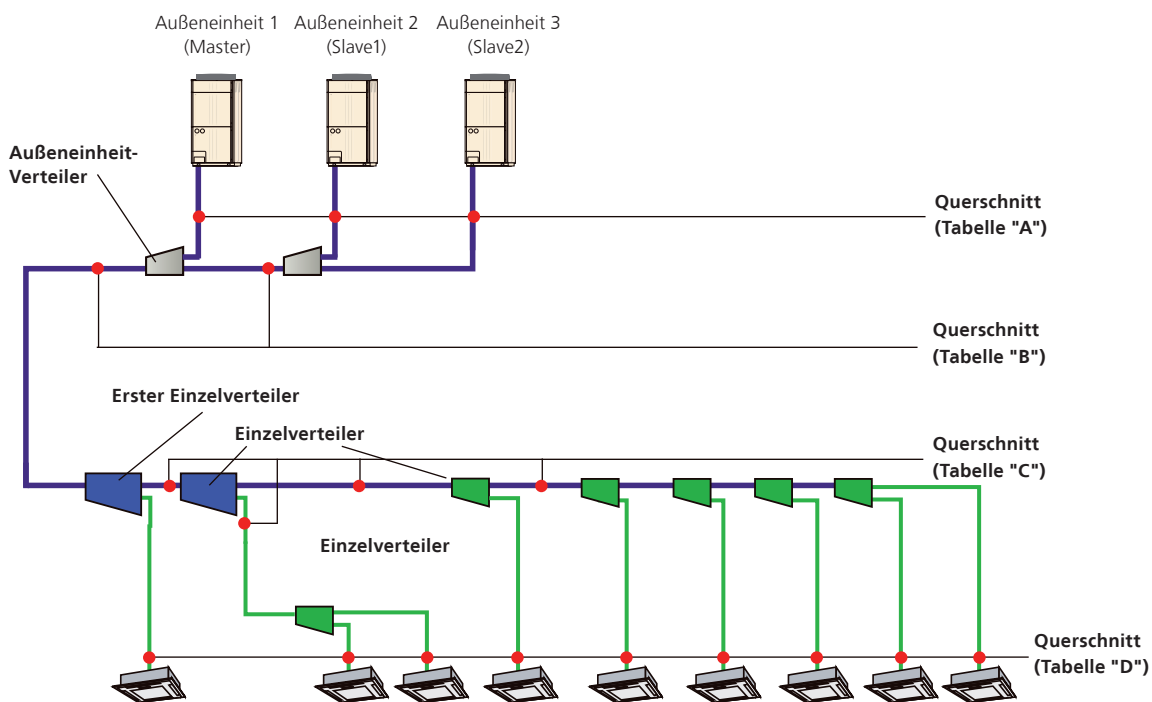 Außeneinheit 1
(Master)
Außeneinheit 2
(Slave1)
Außeneinheit 3
(Slave2)
Außeneinheit-
Verteiler
Querschnitt
(Tabelle "A")
Querschnitt
(Tabelle "B")
Erster Einzelverteiler
Einzelverteiler
Querschnitt
(Tabelle "C")
Einzelverteiler
Querschnitt
(Tabelle "D")